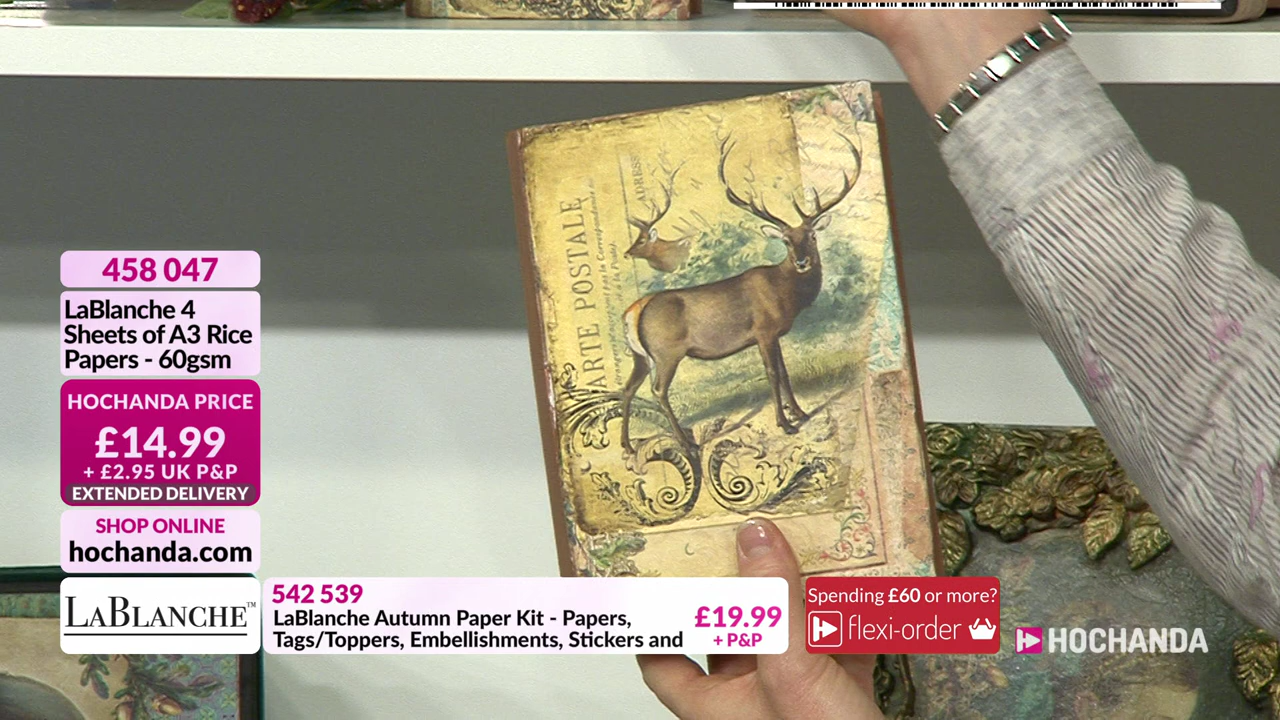 458 047
LaBlanche 4
Sheets of A3 Rice
Papers - 60gsm
HOCHANDA PRICE
£14.99
+ £2.95 UK P&P
EXTENDED DELIVERY
SHOP ONLINE
hochanda.com
LABLANCHE™
542 539
LaBlanche Autumn Paper Kit - Papers,
Tags/Toppers, Embellishments, Stickers and
£19.99
+ P&P
Spending £60 or more?
flexi-order
HOCHANDA
ARTE POSTALE
ADRESS